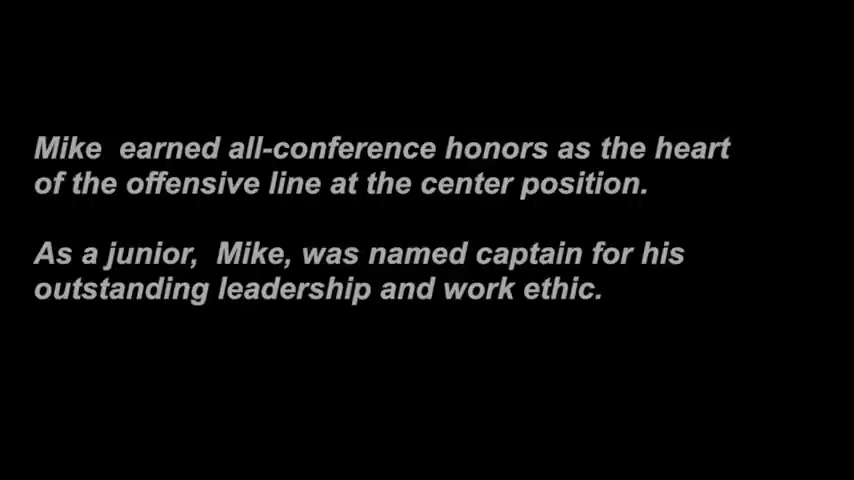 Mike  earned all-conference honors as the heart
of the offensive line at the center position.
As a junior,  Mike, was named captain for his
outstanding leadership and work ethic.